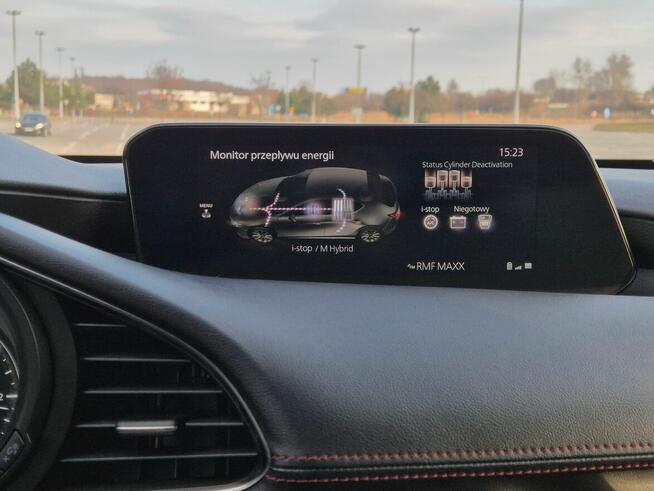 Monitor przepływu energii
15:23
Status Cylinder Deactivation
MENU
i-stop Niegotowy
i-stop / M Hybrid
RMF MAXX